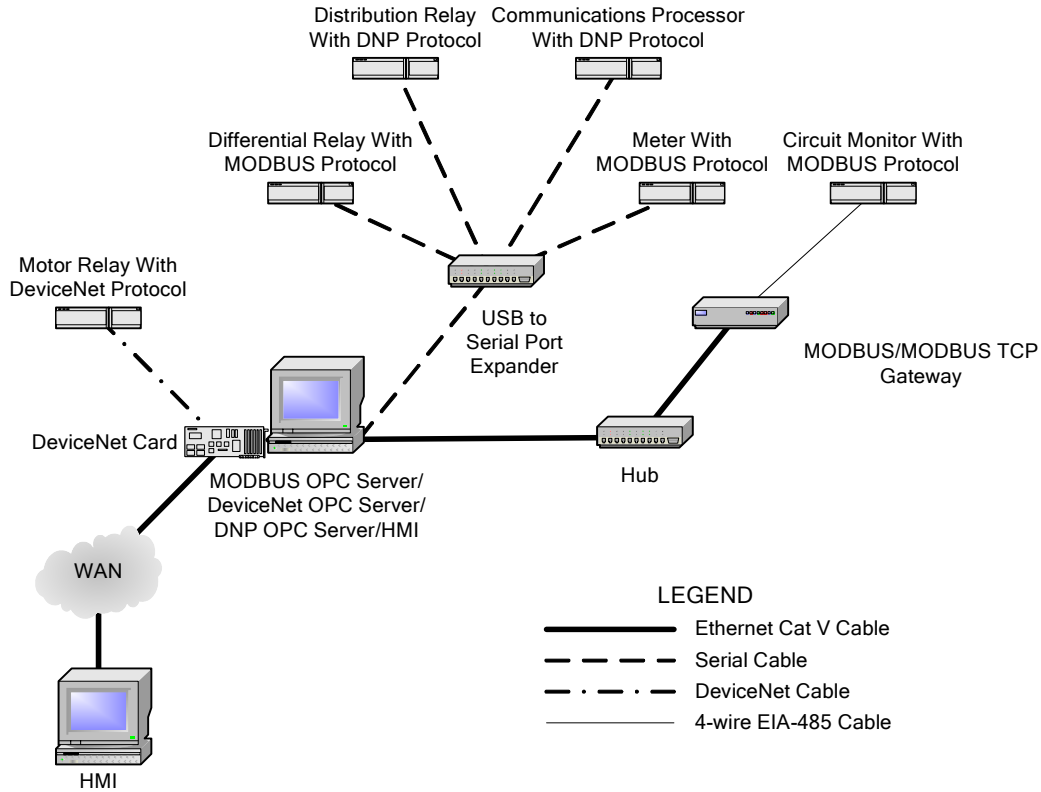 Distribution Relay
With DNP Protocol
Communications Processor
With DNP Protocol
Differential Relay With
MODBUS Protocol
Meter With
MODBUS Protocol
Circuit Monitor With
MODBUS Protocol
Motor Relay With
DeviceNet Protocol
USB to
Serial Port
Expander
MODBUS/MODBUS TCP
Gateway
DeviceNet Card
MODBUS OPC Server/
DeviceNet OPC Server/
DNP OPC Server/HMI
Hub
WAN
HMI
LEGEND
Ethernet Cat V Cable
Serial Cable
DeviceNet Cable
4-wire EIA-485 Cable